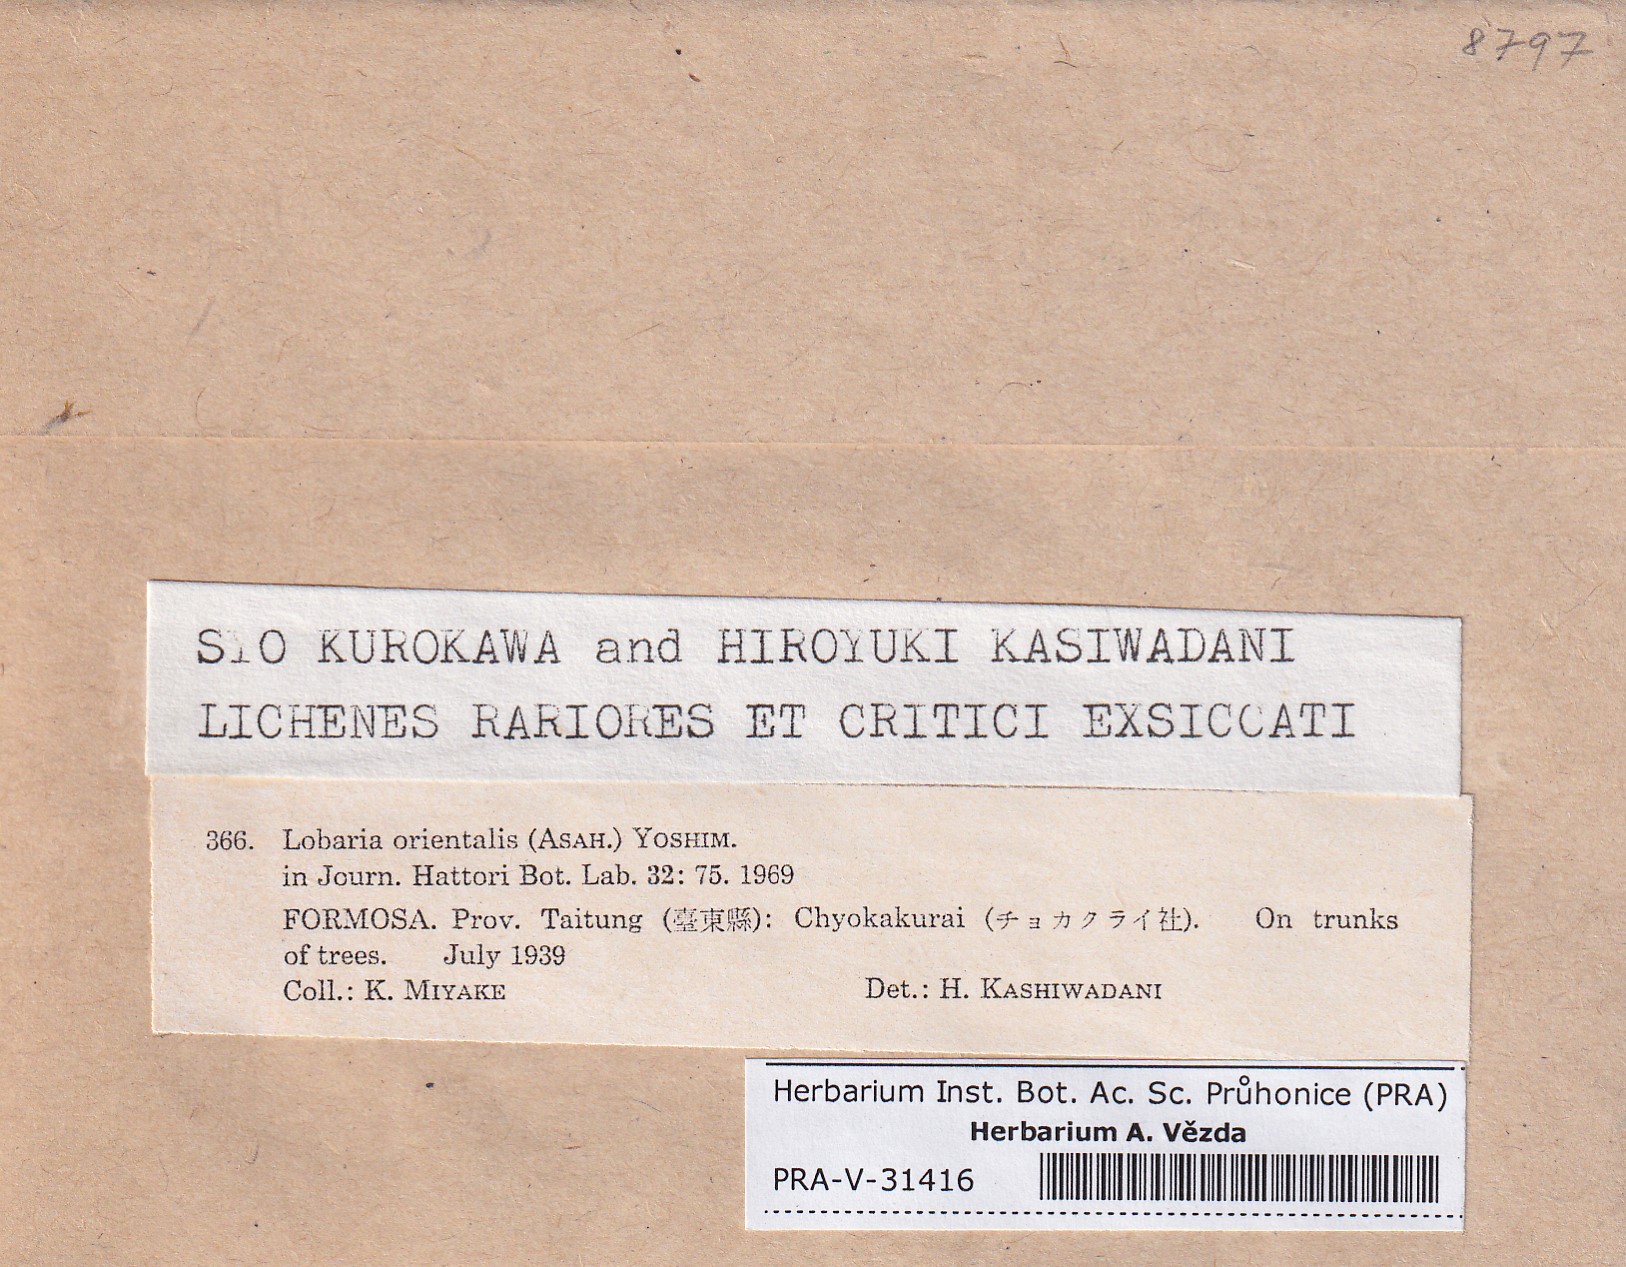 8797
SIO KUROKAWA and HIROYUKI KASIWADANI
LICHENES RARIORES ET CRITICI EXSICCATI
366. Lobaria orientalis (ASAH.) YOSHIM.
in Journ. Hattori Bot. Lab. 32: 75. 1969
FORMOSA. Prov. Taitung (臺東縣): Chyokakurai (チョカクライ社). On trunks
of trees. July 1939
Coll.: K. MIYAKE Det.: H. KASHIWADANI
Herbarium Inst. Bot. Ac. Sc. Průhonice (PRA)
Herbarium A. Vězda
PRA-V-31416